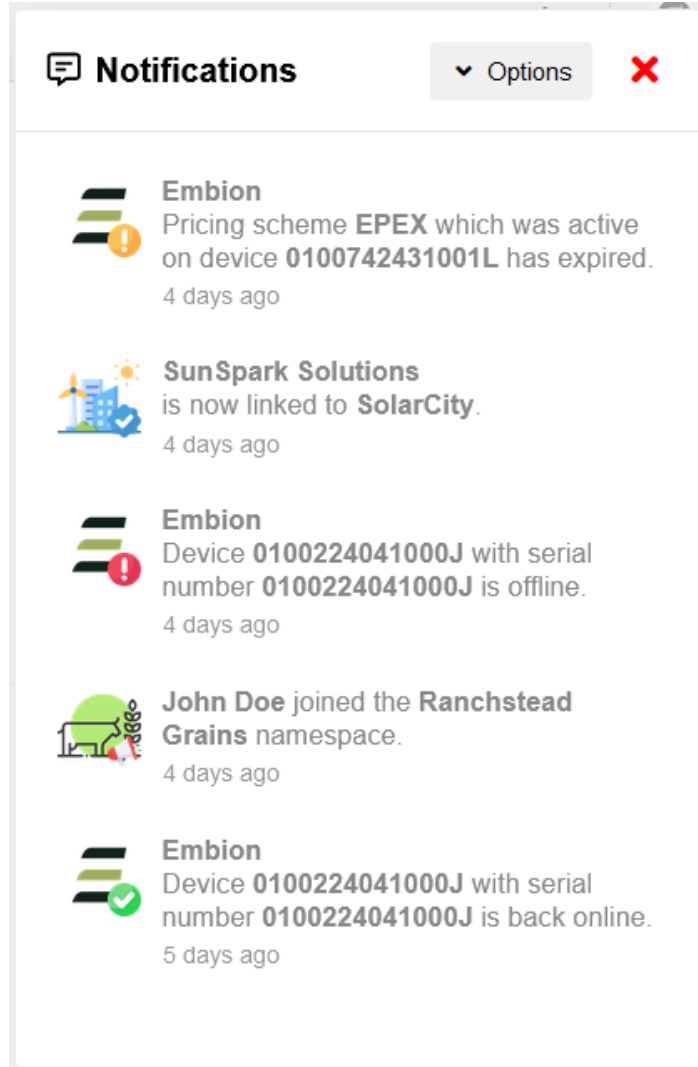 Notifications
Options
Embion
Pricing scheme EPEX which was active
on device 0100742431001L has expired.
4 days ago
SunSpark Solutions
is now linked to SolarCity.
4 days ago
Embion
Device 0100224041000J with serial
number 0100224041000J is offline.
4 days ago
John Doe joined the Ranchstead
Grains namespace.
4 days ago
Embion
Device 0100224041000J with serial
number 0100224041000J is back online.
5 days ago